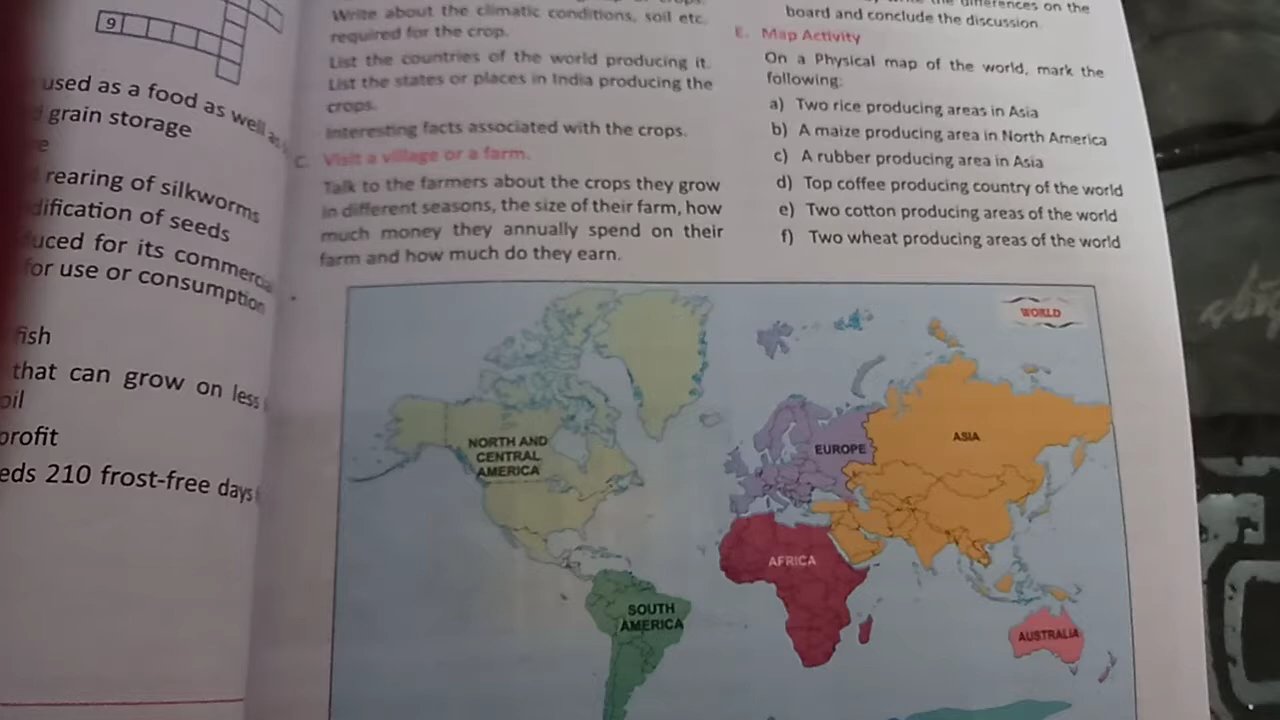 9
used as a food as well as
grain storage
rearing of silkworms
of seeds
for its
for use or consumption
fish
that can grow on less
profit
210 frost-free days
Write about the climatic conditions, soil etc.
required for the crop.
List the countries of the world producing it.
List the states or places in India producing the
crops.
Interesting facts associated with the crops.
C. Visit a village or a farm.
Talk to the farmers about the crops they grow
in different seasons, the size of their farm, how
much money they annually spend on their
farm and how much do they earn.
differences on the
board and conclude the discussion.
E. Map Activity
On a Physical map of the world, mark the
following:
a) Two rice producing areas in Asia
b) A maize producing area in North America
c) A rubber producing area in Asia
d) Top coffee producing country of the world
e) Two cotton producing areas of the world
f) Two wheat producing areas of the world
WORLD
NORTH AND
CENTRAL
AMERICA
EUROPE
ASIA
AFRICA
SOUTH
AMERICA
AUSTRALIA